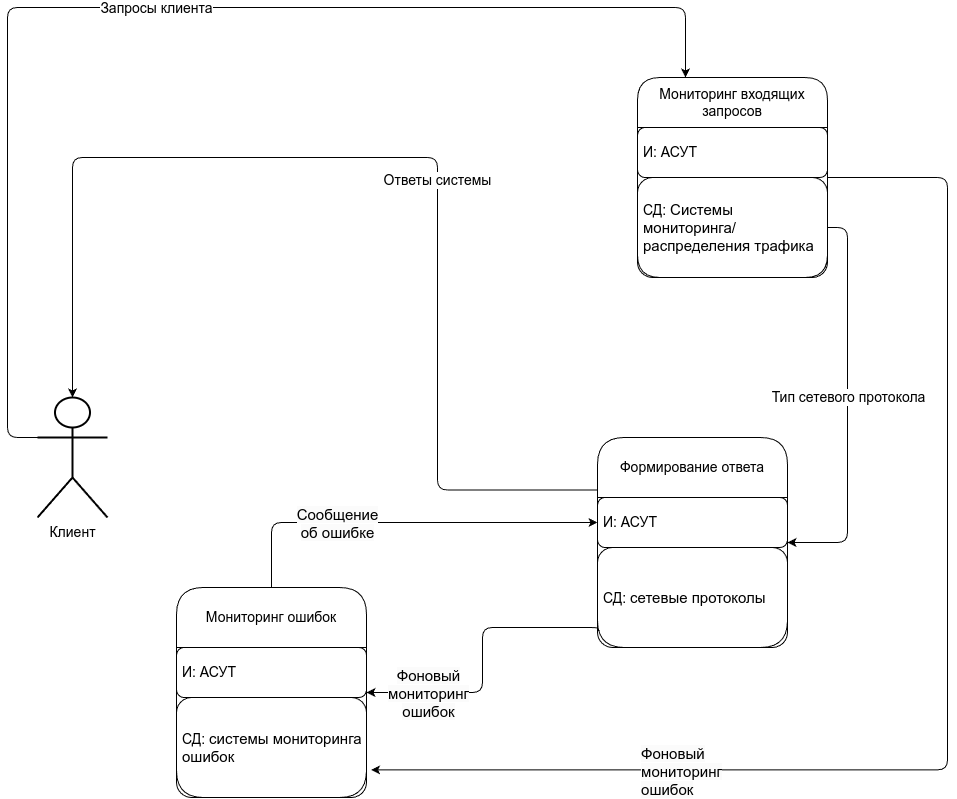 Запросы клиента
Мониторинг входящих
запросов
И: АСУТ
СД: Системы
мониторинга/
распределения трафика
Ответы системы
Тип сетевого протокола
Клиент
Формирование ответа
И: АСУТ
СД: сетевые протоколы
Сообщение
об ошибке
Мониторинг ошибок
И: АСУТ
СД: системы мониторинга
ошибок
Фоновый
мониторинг
ошибок
Фоновый
мониторинг
ошибок